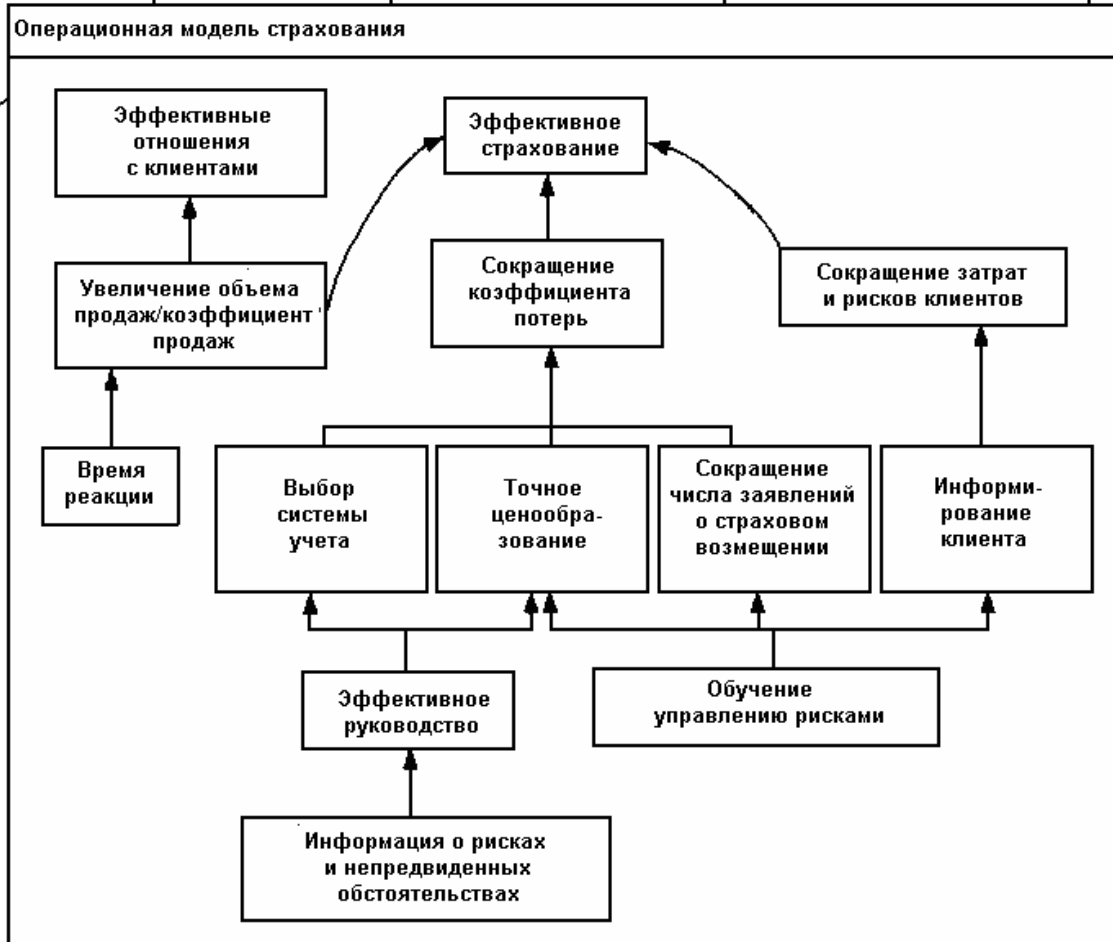 Операционная модель страхования
Эффективные
отношения
с клиентами
Эффективное
страхование
Увеличение объема
продаж/коэффициент
продаж
Сокращение
коэффициента
потерь
Сокращение затрат
и рисков клиентов
Время
реакции
Выбор
системы
учета
Точное
ценообра-
зование
Сокращение
числа заявлений
о страховом
возмещении
Информи-
рование
клиента
Эффективное
руководство
Обучение
управлению рисками
Информация о рисках
и непредвиденных
обстоятельствах